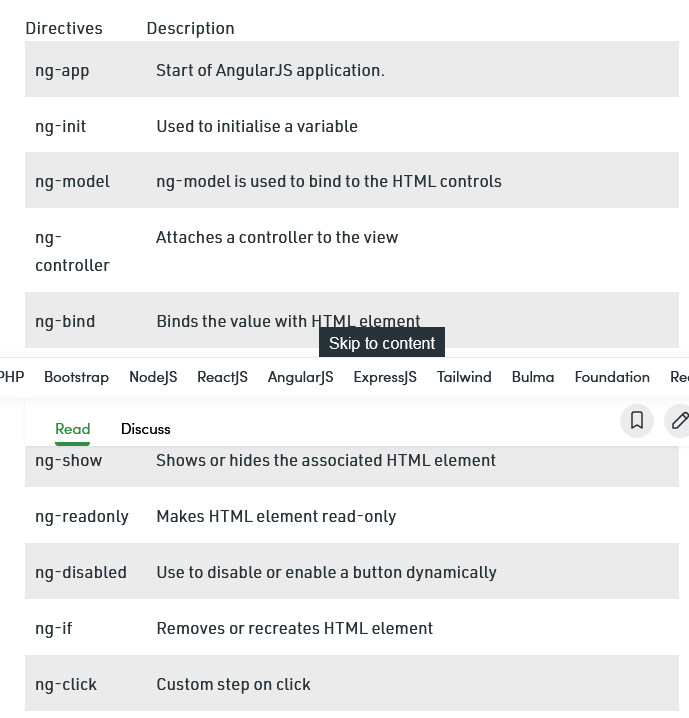 Directives Description
ng-app Start of AngularJS application.
ng-init Used to initialise a variable
ng-model ng-model is used to bind to the HTML controls
ng- Attaches a controller to the view
controller
ng-bind Binds the value with HTML element
Skip to content
PHP Bootstrap NodeJS ReactJS AngularJS ExpressJS Tailwind Bulma Foundation
Read Discuss
ng-show Shows or hides the associated HTML element
ng-readonly Makes HTML element read-only
ng-disabled Use to disable or enable a button dynamically
ng-if Removes or recreates HTML element
ng-click Custom step on click